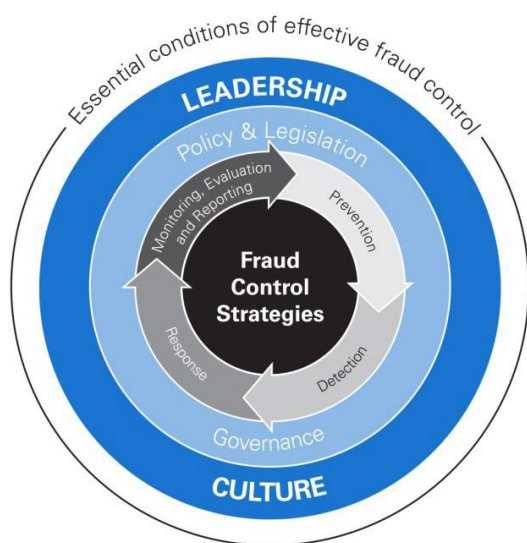 Essential conditions of effective fraud control
LEADERSHIP
Policy & Legislation
Monitoring, Evaluation
and Reporting
Prevention
Fraud
Control
Strategies
Response
Detection
Governance
CULTURE